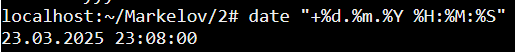 localhost:~/Markelov/2# date "+%d.%m.%Y %H:%M:%S"
23.03.2025 23:08:00